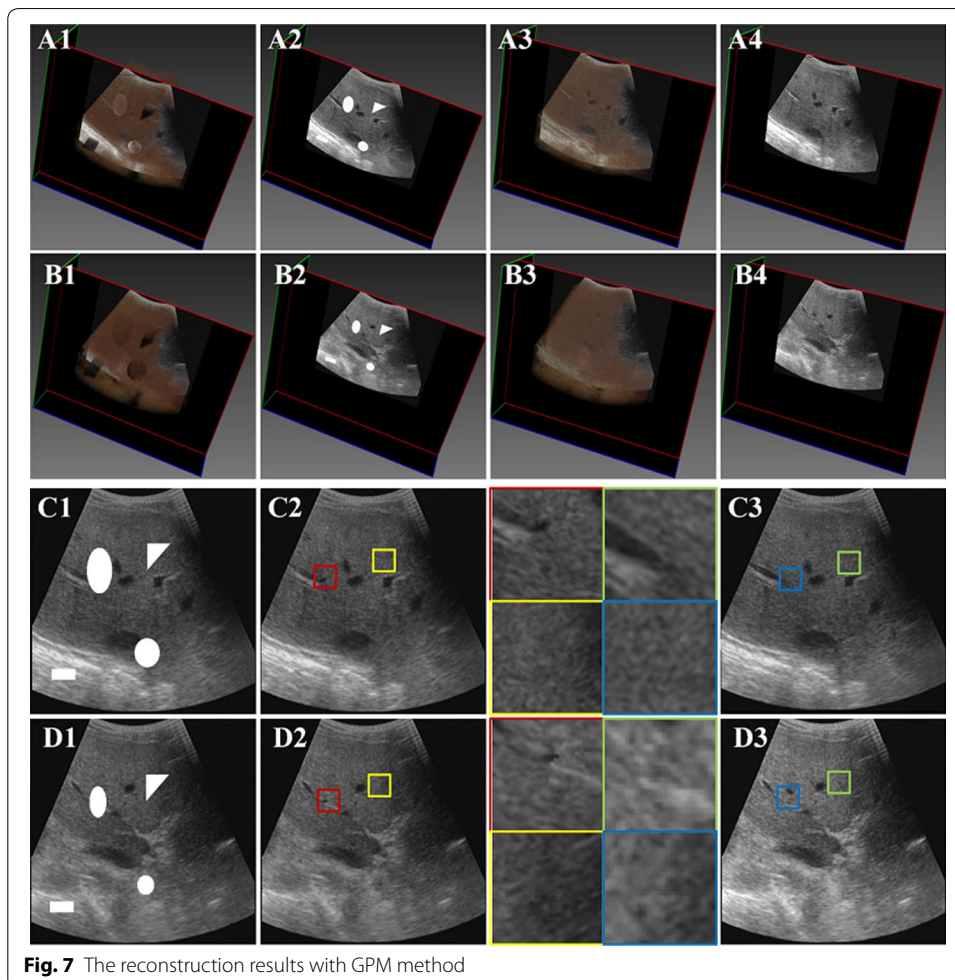 A1 A2 A3 A4
B1 B2 B3 B4
C1 C2 C3
D1 D2 D3
Fig. 7 The reconstruction results with GPM method